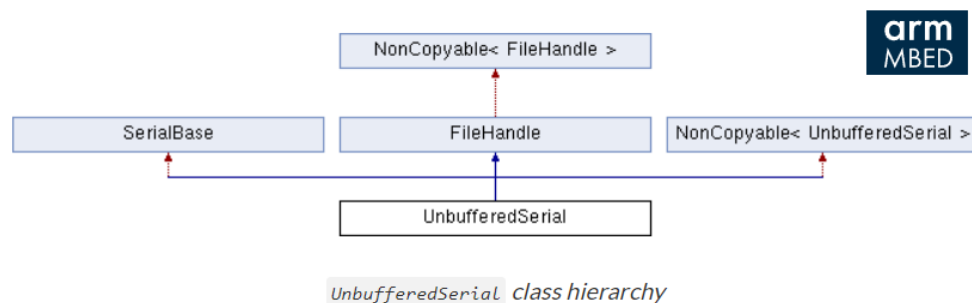 NonCopyable< FileHandle >
arm
MBED
SerialBase
FileHandle
NonCopyable< UnbufferedSerial >
UnbufferedSerial
UnbufferedSerial class hierarchy